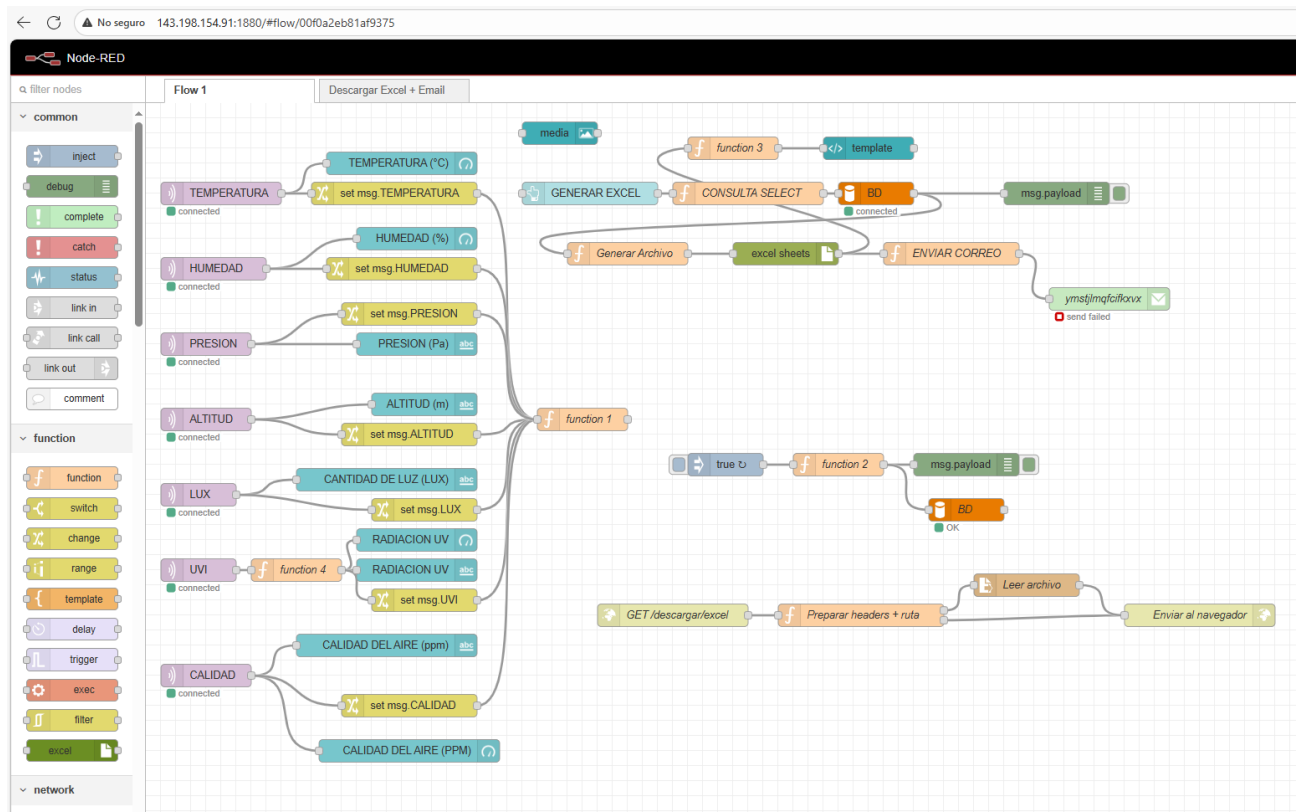 No seguro 143.198.154.91:1880/#flow/00f0a2eb81af9375
Node-RED
filter nodes
Flow 1
Descargar Excel + Email
common
inject
debug
complete
catch
status
link in
link call
link out
comment
function
function
switch
change
range
template
delay
trigger
exec
filter
excel
network
TEMPERATURA
connected
TEMPERATURA (°C)
set msg.TEMPERATURA
HUMEDAD
connected
HUMEDAD (%)
set msg.HUMEDAD
PRESION
connected
set msg.PRESION
PRESION (Pa)
abc
ALTITUD
connected
ALTITUD (m)
abc
set msg.ALTITUD
LUX
connected
CANTIDAD DE LUZ (LUX)
abc
set msg.LUX
UVI
connected
function 4
RADIACION UV
RADIACION UV
abc
set msg.UVI
CALIDAD
connected
CALIDAD DEL AIRE (ppm)
abc
set msg.CALIDAD
CALIDAD DEL AIRE (PPM)
function 1
media
function 3
template
GENERAR EXCEL
CONSULTA SELECT
BD
connected
msg.payload
Generar Archivo
excel sheets
ENVIAR CORREO
ymstjlmqfcifkxvx
send failed
true ↻
function 2
msg.payload
BD
OK
GET /descargar/excel
Preparar headers + ruta
Leer archivo
Enviar al navegador